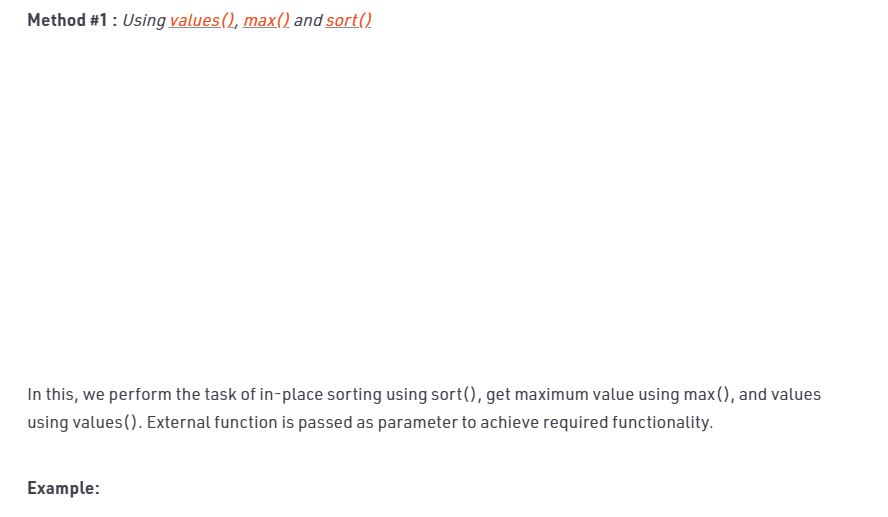 Method #1 : Using values(), max() and sort()
In this, we perform the task of in-place sorting using sort(), get maximum value using max(), and values
using values(). External function is passed as parameter to achieve required functionality.
Example: